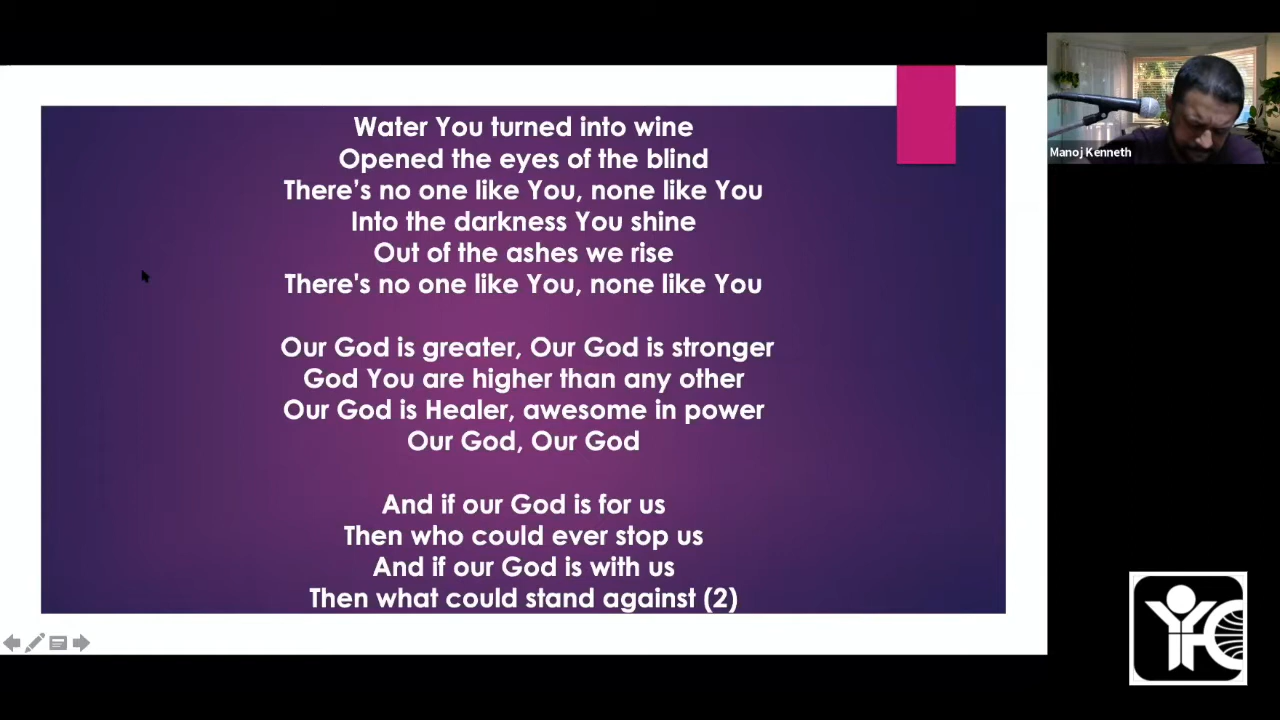 Water You turned into wine
Opened the eyes of the blind
There’s no one like You, none like You
Into the darkness You shine
Out of the ashes we rise
There's no one like You, none like You
Our God is greater, Our God is stronger
God You are higher than any other
Our God is Healer, awesome in power
Our God, Our God
And if our God is for us
Then who could ever stop us
And if our God is with us
Then what could stand against (2)
Manoj Kenneth
YFC